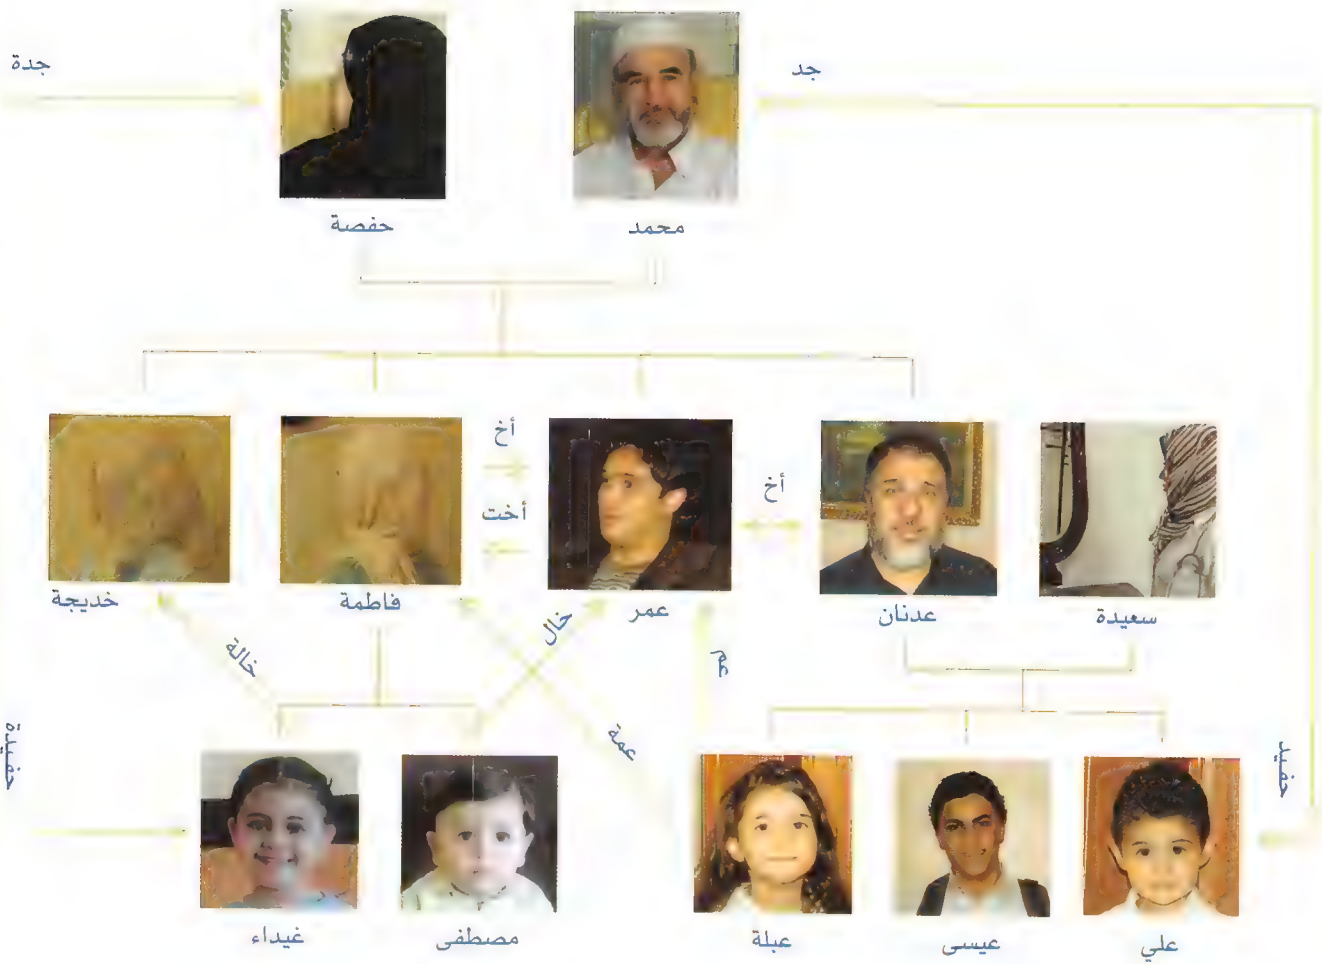 جد
جدة
محمد
حفصة
أخ
أخ
أخت
سعيدة
عدنان
عمر
فاطمة
خديجة
عم
خال
خالة
عمة
حفيد
حفيدة
علي
عيسى
عبلة
مصطفى
غيداء